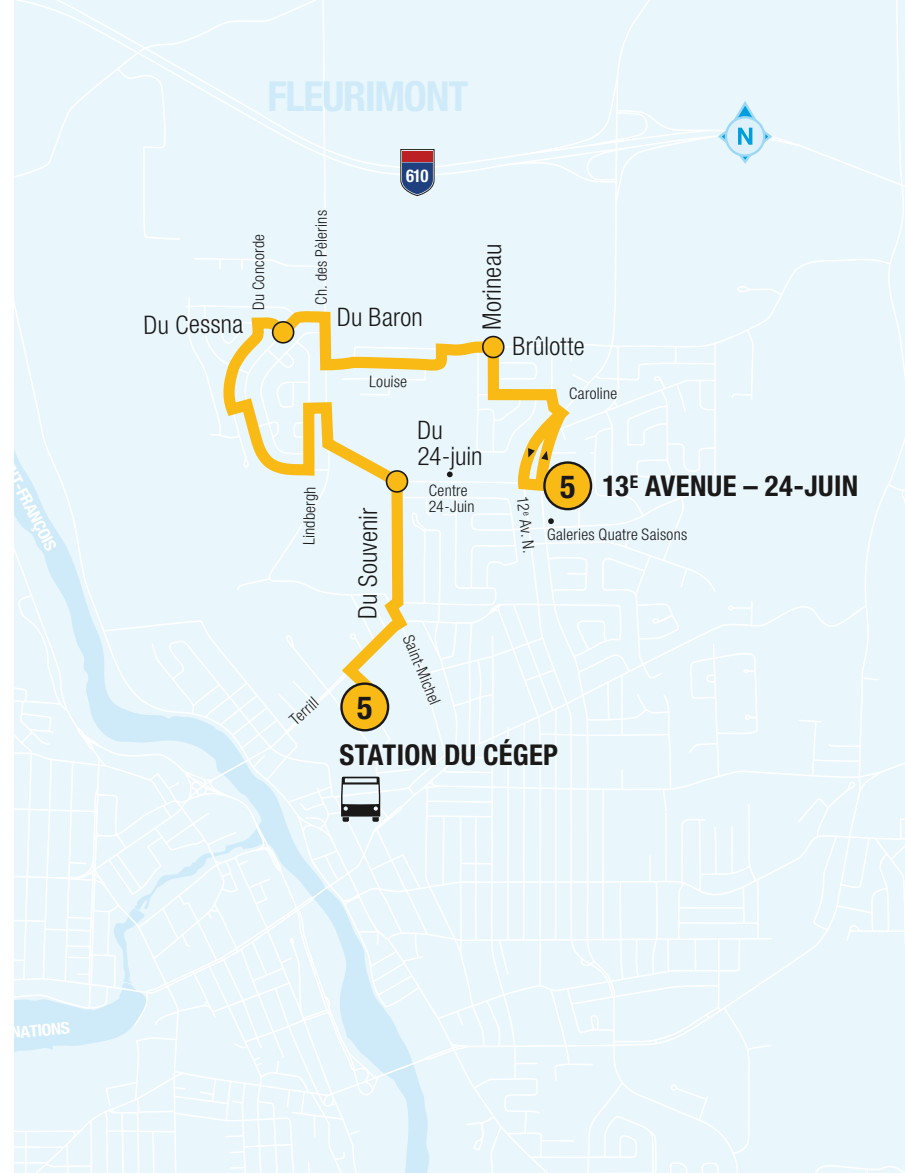 FLEURIMONT
N
610
Du Concorde
Ch. des Pèlerins
Morineau
Du Cessna
Du Baron
Brûlotte
Louise
Caroline
Du
24-juin
Centre
24-Juin
5
13E AVENUE – 24-JUIN
12e Av. N.
Galeries Quatre Saisons
Lindbergh
Du Souvenir
Saint-Michel
Terrill
5
STATION DU CÉGEP
T-FRANÇOIS
NATIONS